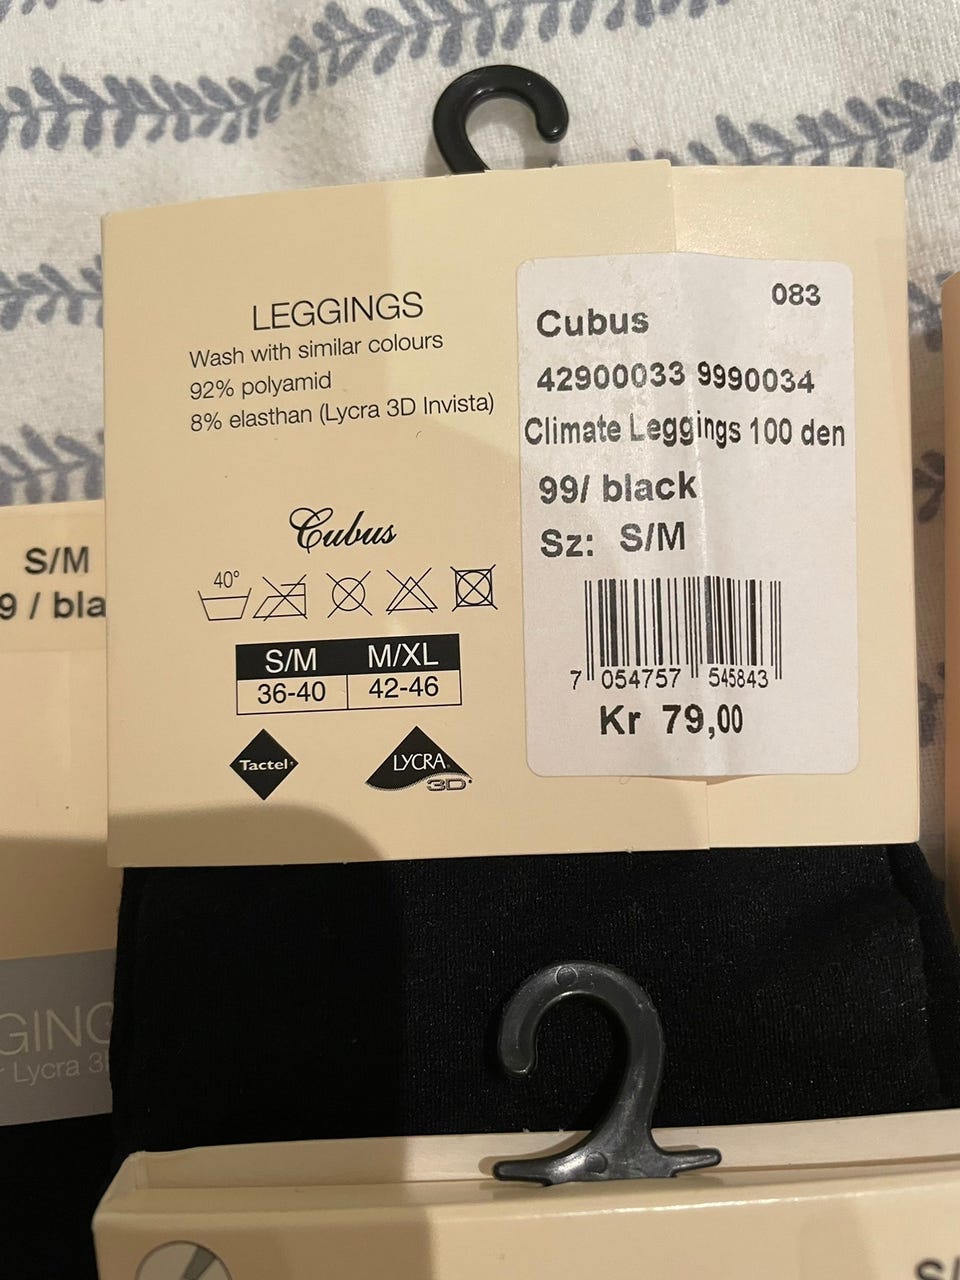 LEGGINGS
Wash with similar colours
92% polyamid
8% elasthan (Lycra 3D Invista)
Cubus
40°
S/M M/XL
36-40 42-46
Tactel®
LYCRA®
3D
083
Cubus
42900033 9990034
Climate Leggings 100 den
99/ black
Sz: S/M
7 054757 545843
Kr 79,00
S/M
9 / bla
GING
Lycra 3
S/